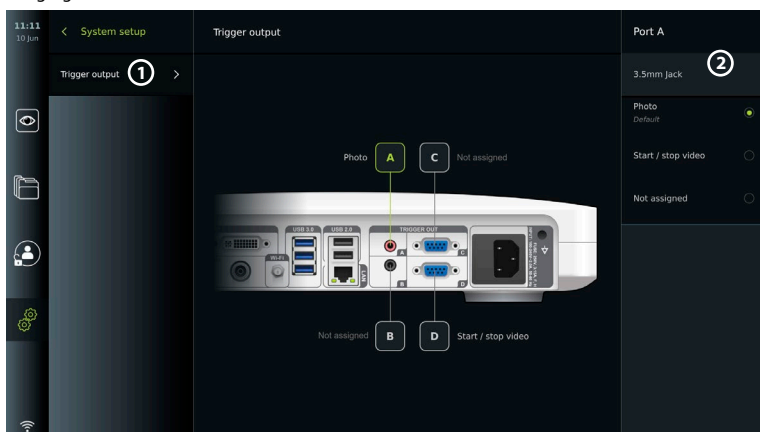 11:11
10 Jun
System setup
Trigger output
Port A
Trigger output
1
3.5mm Jack
2
Photo
Default
Start / stop video
Not assigned
Photo
A
C
Not assigned
USB 3.0
USB 2.0
TRIGGER OUT
Wi-Fi
LAN
A
C
B
D
Not assigned
B
D
Start / stop video